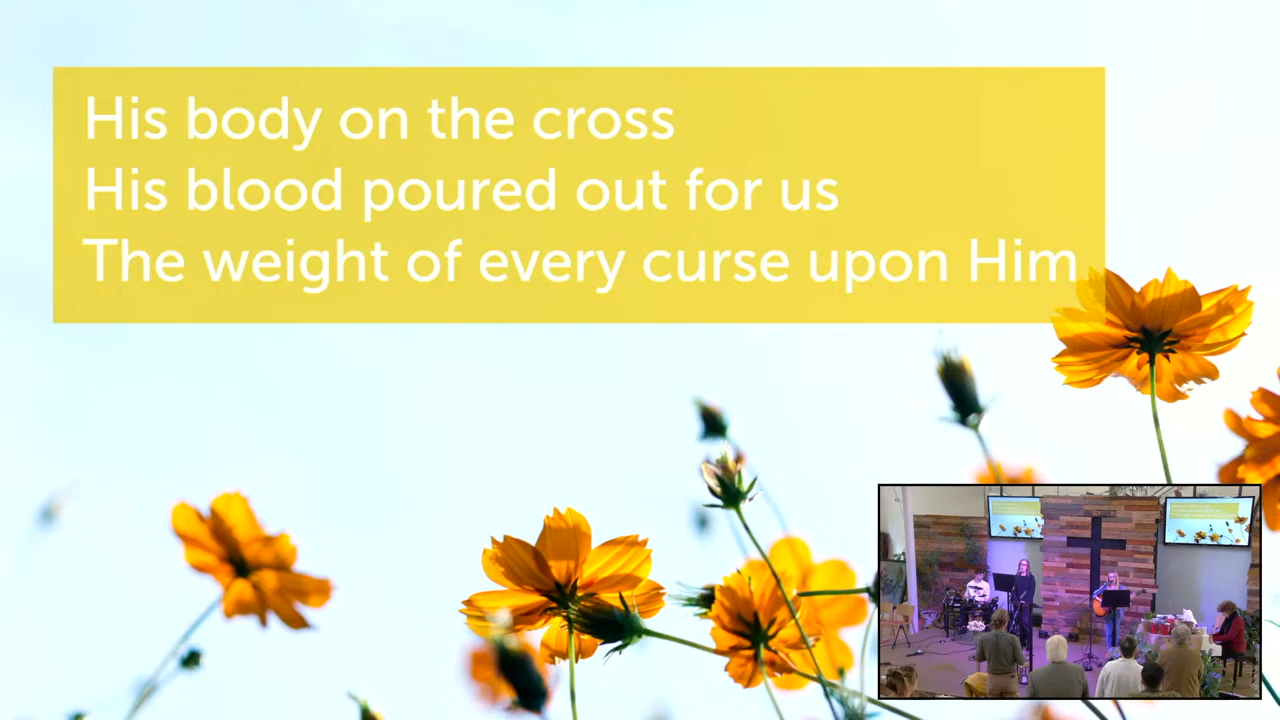 His body on the cross
His blood poured out for us
The weight of every curse upon Him